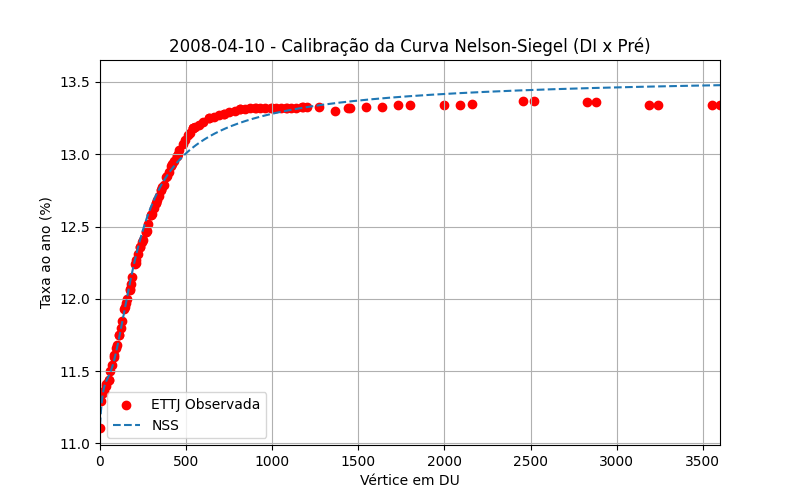 2008-04-10 - Calibração da Curva Nelson-Siegel (DI x Pré)
Taxa ao ano (%)
13.5
13.0
12.5
12.0
11.5
11.0
ETTJ Observada
NSS
0
500
1000
1500
2000
2500
3000
3500
Vértice em DU